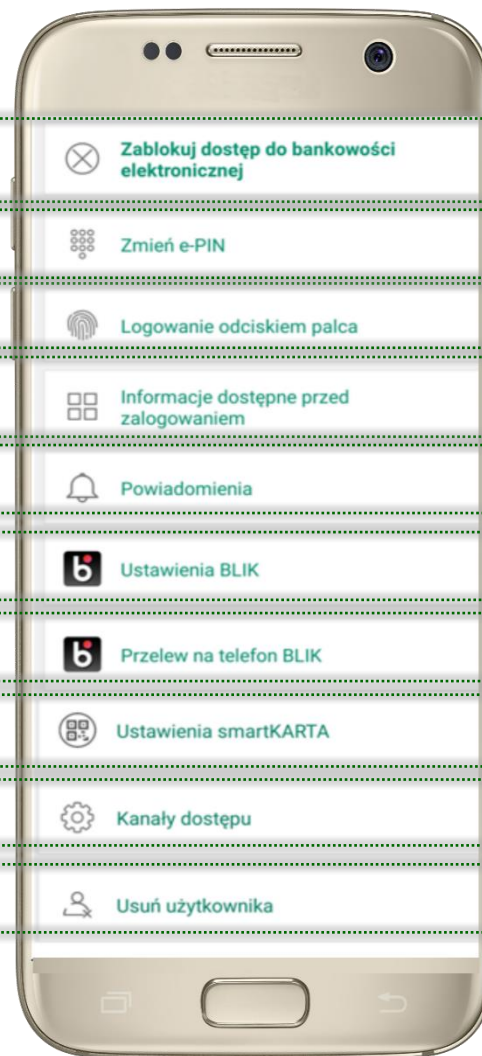 Zablokuj dostęp do bankowości
elektronicznej
Zmień e-PIN
Logowanie odciskiem palca
Informacje dostępne przed
zalogowaniem
Powiadomienia
Ustawienia BLIK
Przelew na telefon BLIK
Ustawienia smartKARTA
Kanały dostępu
Usuń użytkownika